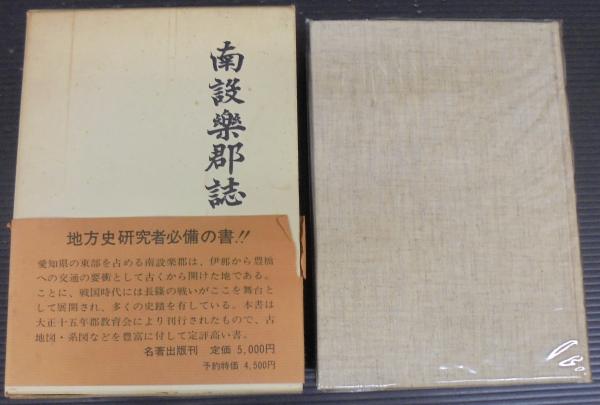 南設樂郡誌
地方史研究者必備の書!!
愛知県の東部を占める南設楽郡は、伊那から豊橋
への交通の要衝として古くから開けた地である。
ことに、戦国時代には長篠の戦いがここを舞台と
して展開され、多くの史蹟を有している。本書は
大正十五年郡教育会により刊行されたもので、古
地図・系図などを豊富に付して定評高い書。
名著出版刊 定価 5,000円
予約特価 4,500円